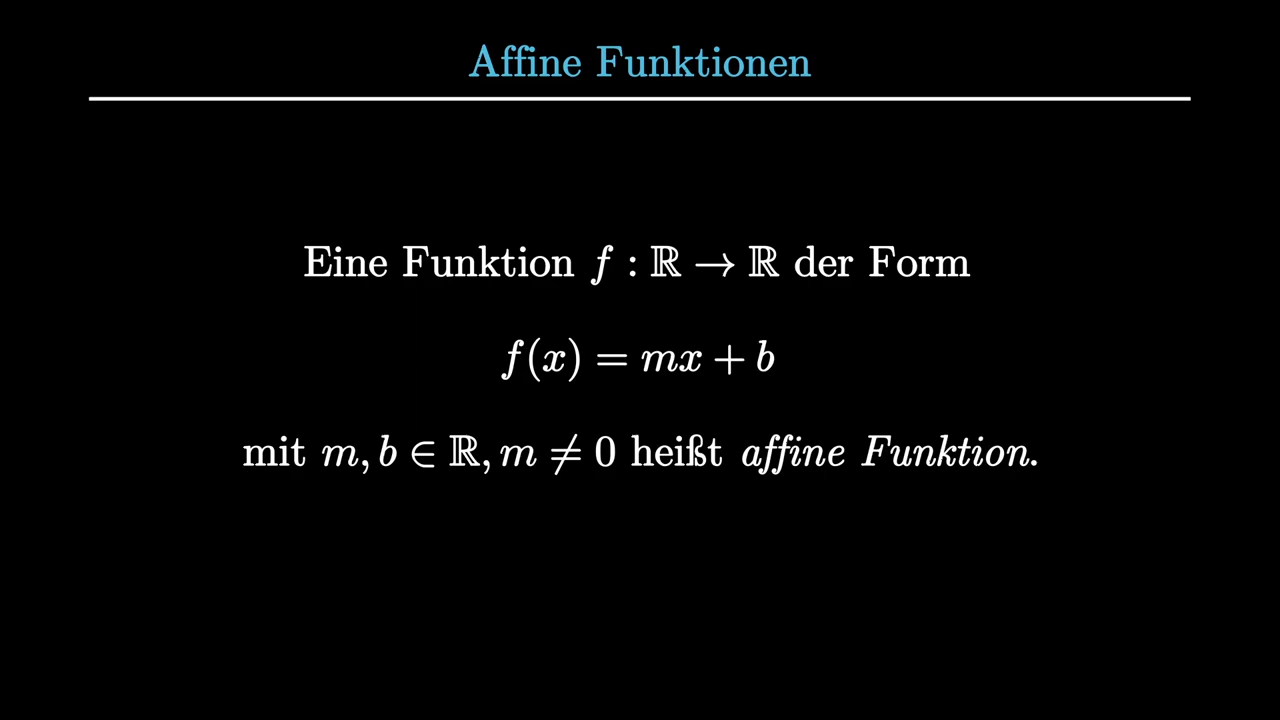 Affine Funktionen
Eine Funktion f : ℝ → ℝ der Form
f(x) = mx + b
mit m, b ∈ ℝ, m ≠ 0 heißt affine Funktion.